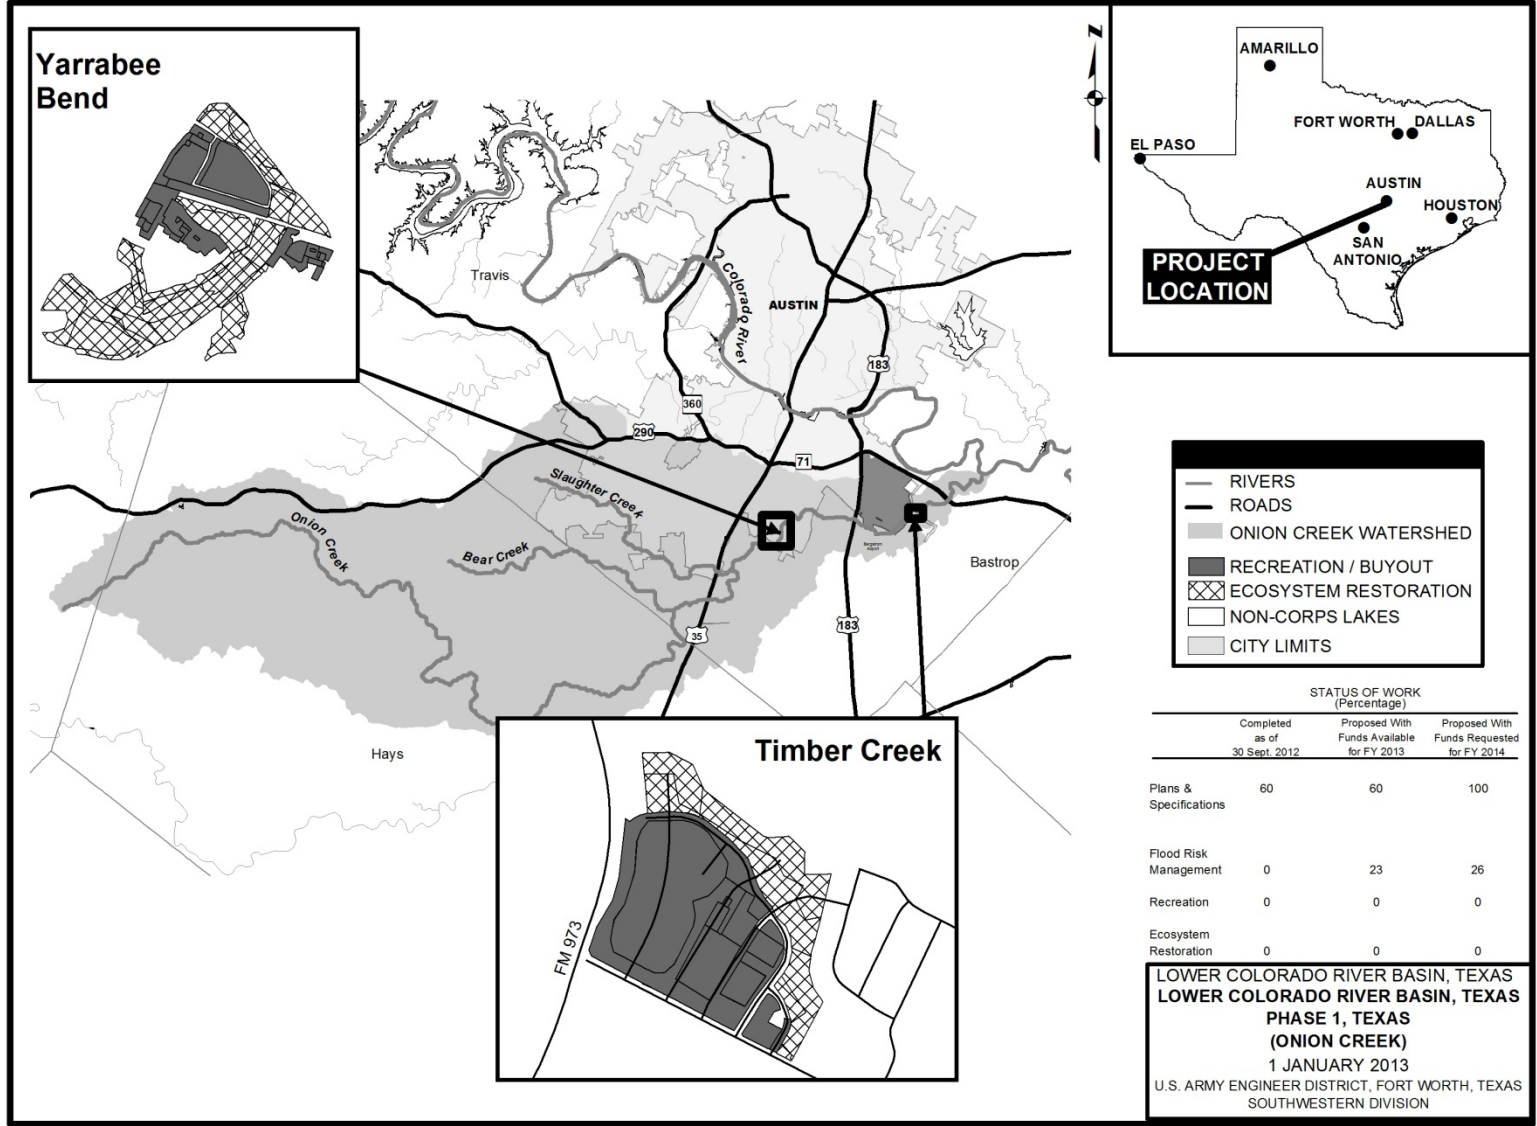 Yarrabee
Bend
Travis
Colorado River
AUSTIN
183
360
290
71
Slaughter Creek
Onion Creek
Bear Creek
Bergstrom
Airport
Bastrop
35
183
Hays
Timber Creek
FM 973
N
AMARILLO
FORT WORTH
DALLAS
EL PASO
AUSTIN
HOUSTON
SAN
ANTONIO
PROJECT
LOCATION
RIVERS
ROADS
ONION CREEK WATERSHED
RECREATION / BUYOUT
ECOSYSTEM RESTORATION
NON-CORPS LAKES
CITY LIMITS
STATUS OF WORK
(Percentage)
Completed as of 30 Sept. 2012
Proposed With Funds Available for FY 2013
Proposed With Funds Requested for FY 2014
Plans & Specifications 60 60 100
Flood Risk Management 0 23 26
Recreation 0 0 0
Ecosystem Restoration 0 0 0
LOWER COLORADO RIVER BASIN, TEXAS
LOWER COLORADO RIVER BASIN, TEXAS
PHASE 1, TEXAS
(ONION CREEK)
1 JANUARY 2013
U.S. ARMY ENGINEER DISTRICT, FORT WORTH, TEXAS
SOUTHWESTERN DIVISION